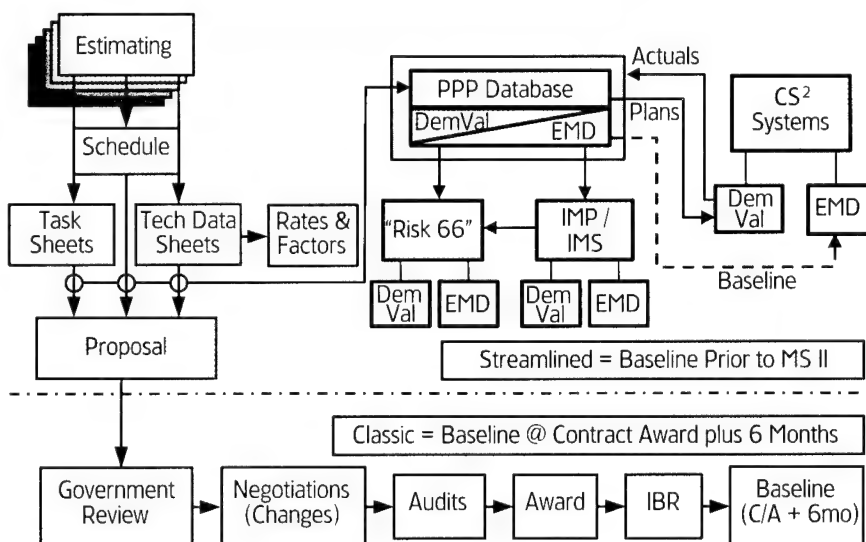 Estimating
Schedule
Task
Sheets
Tech Data
Sheets
Rates &
Factors
Proposal
PPP Database
DemVal
EMD
Actuals
Plans
CS²
Systems
Dem
Val
EMD
"Risk 66"
IMP /
IMS
Dem
Val
EMD
Dem
Val
EMD
Baseline
Streamlined = Baseline Prior to MS II
Classic = Baseline @ Contract Award plus 6 Months
Government
Review
Negotiations
(Changes)
Audits
Award
IBR
Baseline
(C/A + 6mo)